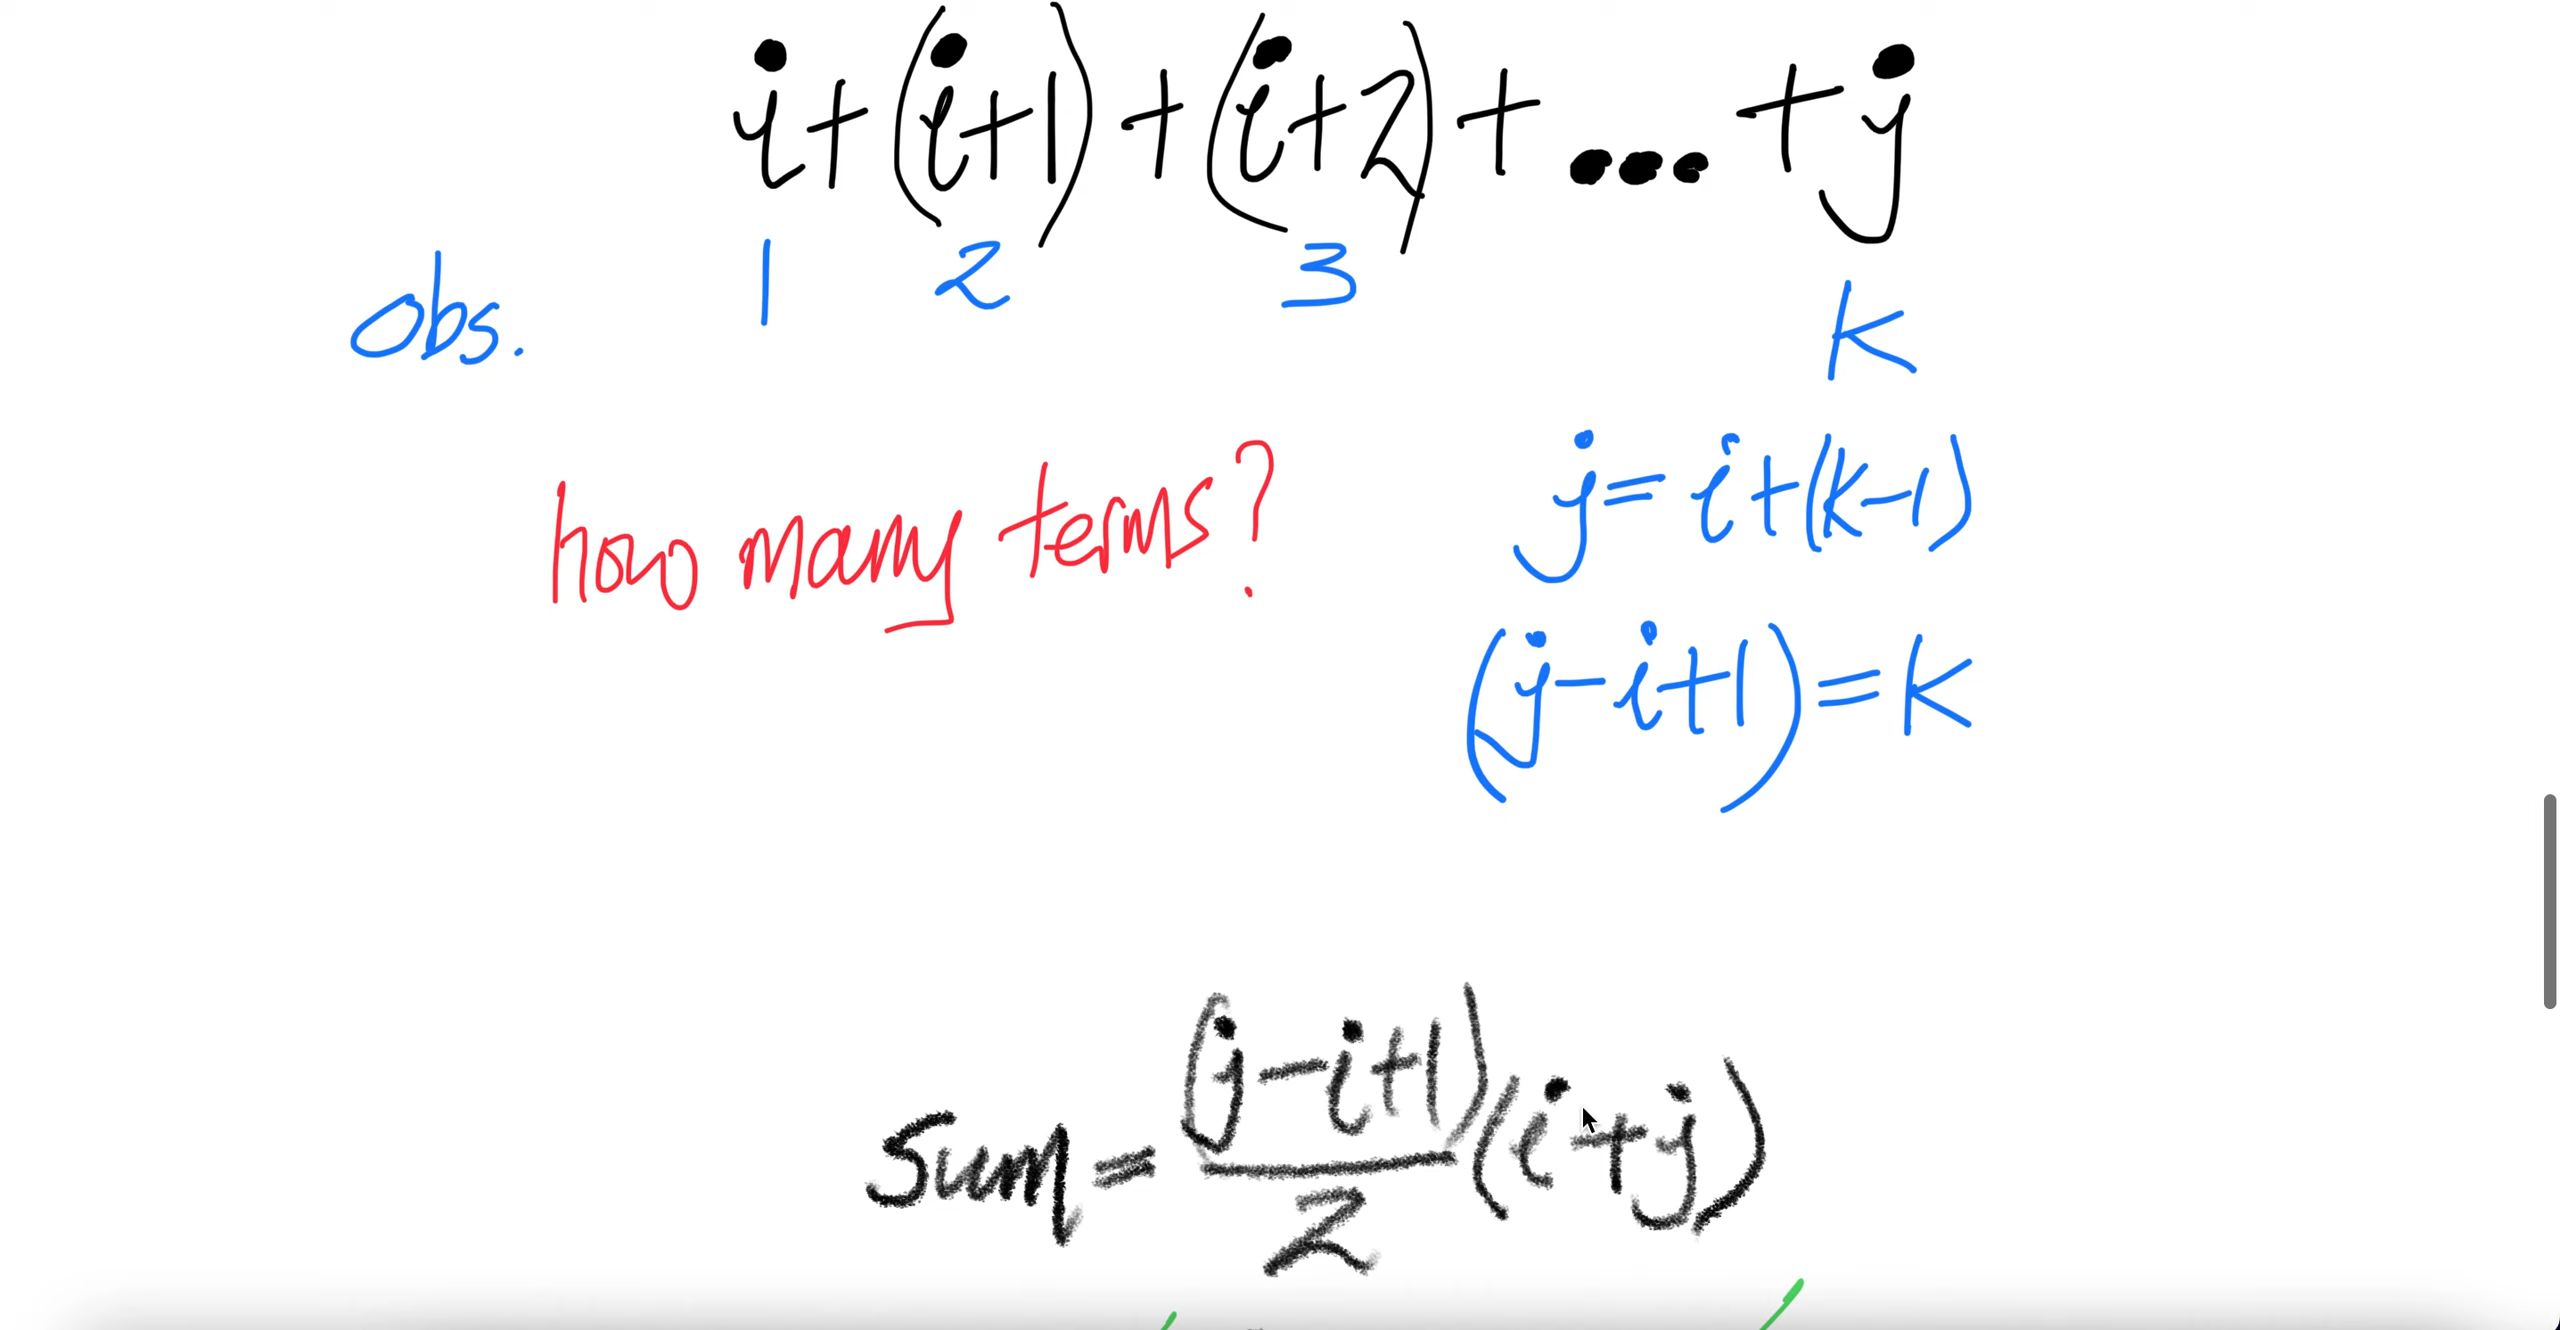 i+(i+1)+(i+2)+...+j
obs. 1 2 3 k
how many terms?
j=i+(k-1)
(j-i+1)=k
Sum=(j-i+1)/2(i+j)